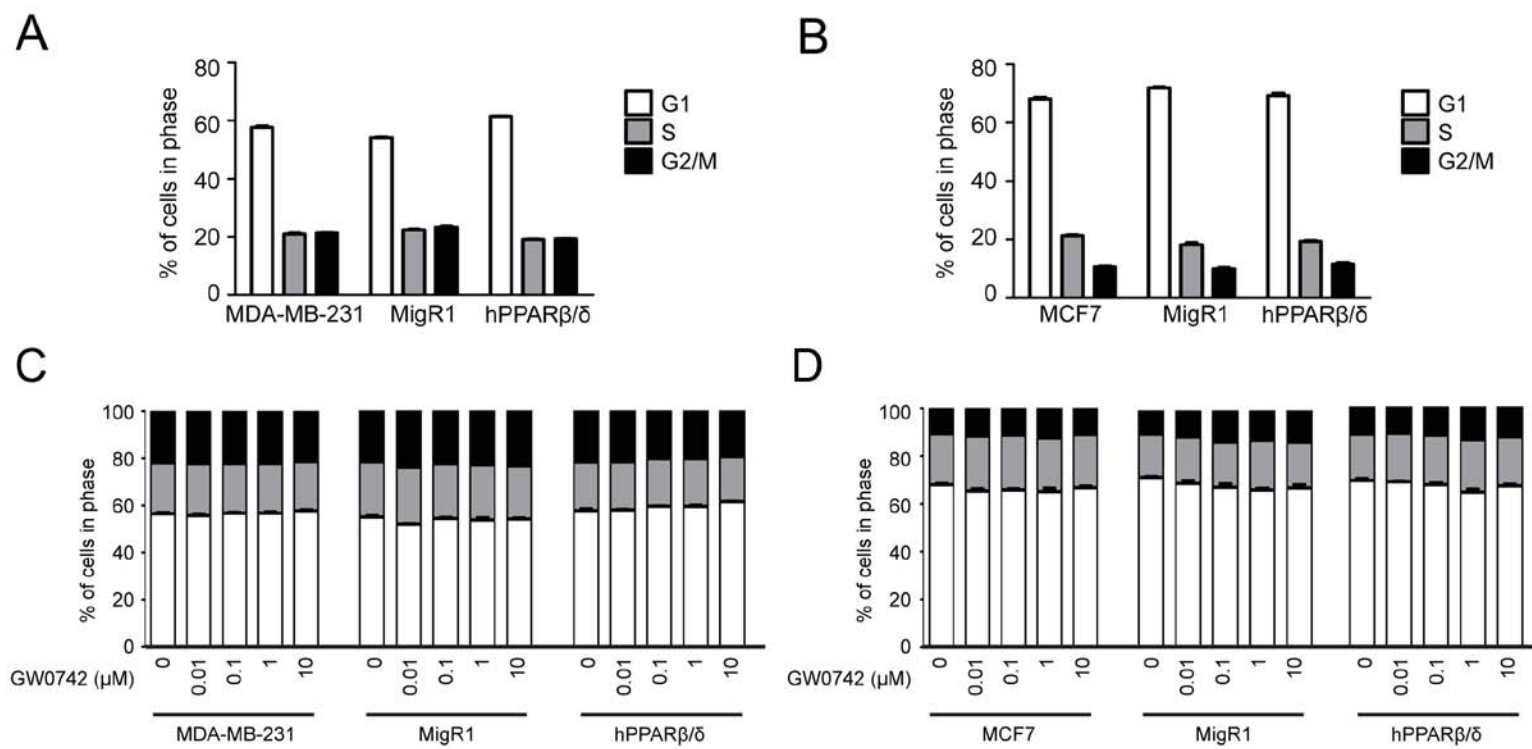 A
% of cells in phase
80
60
40
20
0
MDA-MB-231 MigR1 hPPARβ/δ
G1
S
G2/M
B
% of cells in phase
80
60
40
20
0
MCF7 MigR1 hPPARβ/δ
G1
S
G2/M
C
% of cells in phase
100
80
60
40
20
0
GW0742 (µM)
0 0.01 0.1 1 10 0 0.01 0.1 1 10 0 0.01 0.1 1 10
MDA-MB-231 MigR1 hPPARβ/δ
D
% of cells in phase
100
80
60
40
20
0
GW0742 (µM)
0 0.01 0.1 1 10 0 0.01 0.1 1 10 0 0.01 0.1 1 10
MCF7 MigR1 hPPARβ/δ